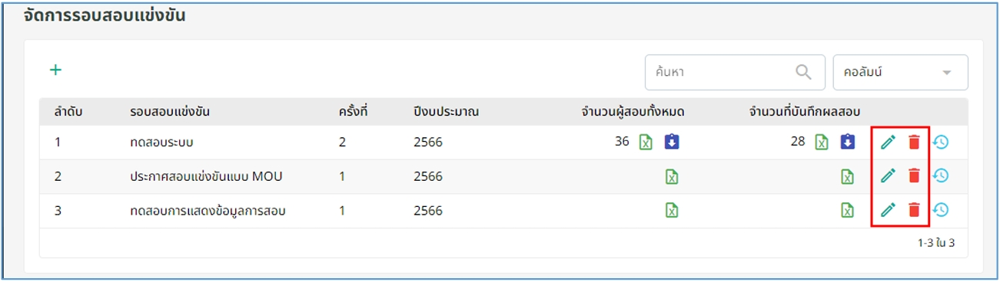 จัดการรอบสอบแข่งขัน
ค้นหา คอลัมน์
ลำดับ รอบสอบแข่งขัน ครั้งที่ ปีงบประมาณ จำนวนผู้สอบทั้งหมด จำนวนที่บันทึกผลสอบ
1 ทดสอบระบบ 2 2566 36 28
2 ประกาศสอบแข่งขันแบบ MOU 1 2566
3 ทดสอบการแสดงข้อมูลการสอบ 1 2566
1-3 ใน 3